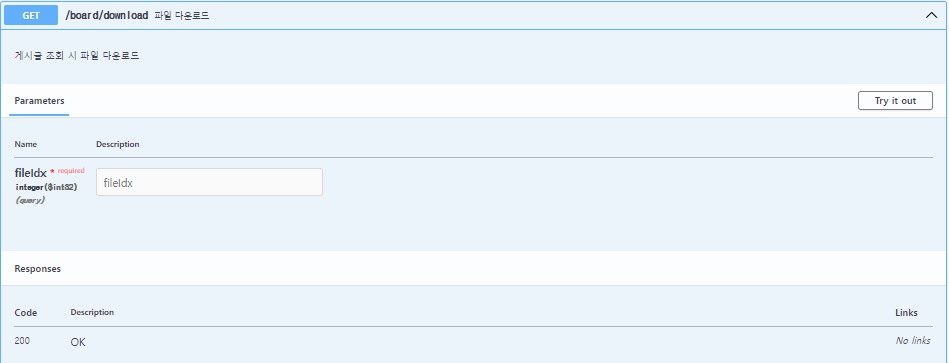 GET /board/download 파일 다운로드
게시글 조회 시 파일 다운로드
Parameters Try it out
Name Description
fileIdx * required
integer($int32)
(query)
fileIdx
Responses
Code Description Links
200 OK No links